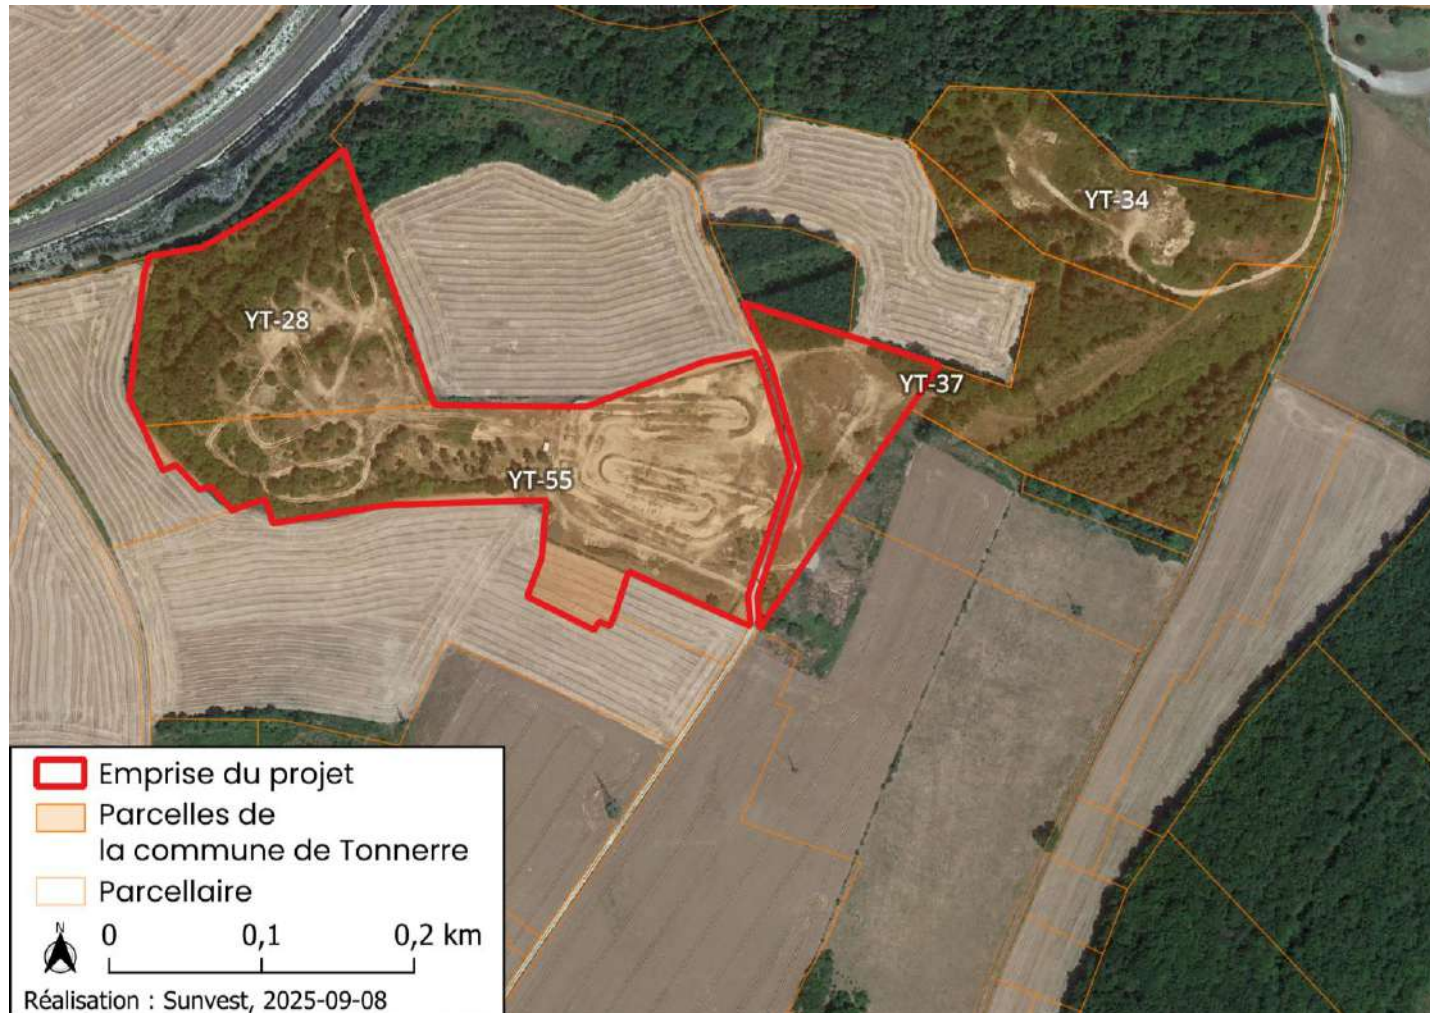 YT-34
YT-28
YT-37
YT-55
Emprise du projet
Parcelles de
la commune de Tonnerre
Parcellaire
N
0 0,1 0,2 km
Réalisation : Sunvest, 2025-09-08